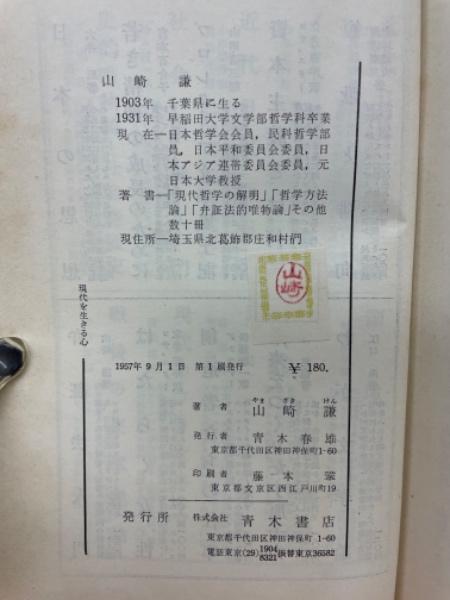 山崎　謙
1903年　千葉県に生る
1931年　早稲田大学文学部哲学科卒業
現　在―日本哲学会会員，民科哲学部
員，日本平和委員会委員，日
本アジア連帯委員会委員，元
日本大学教授
著　書―「現代哲学の解明」「哲学方法
論」「弁証法的唯物論」その他
数十冊
現住所―埼玉県北葛飾郡庄和村
山崎
現代を生きる心
1957年9月1日　第1刷発行
¥ 180.
やま　ざき　けん
著　者　山崎　謙
発行者　青木春雄
東京都千代田区神田神保町1-60
印刷者　藤本
東京都文京区西江戸川町19
発行所　株式会社　青木書店
東京都千代田区神田神保町 1-60
電話東京(29) 1904 8321 振替東京36582